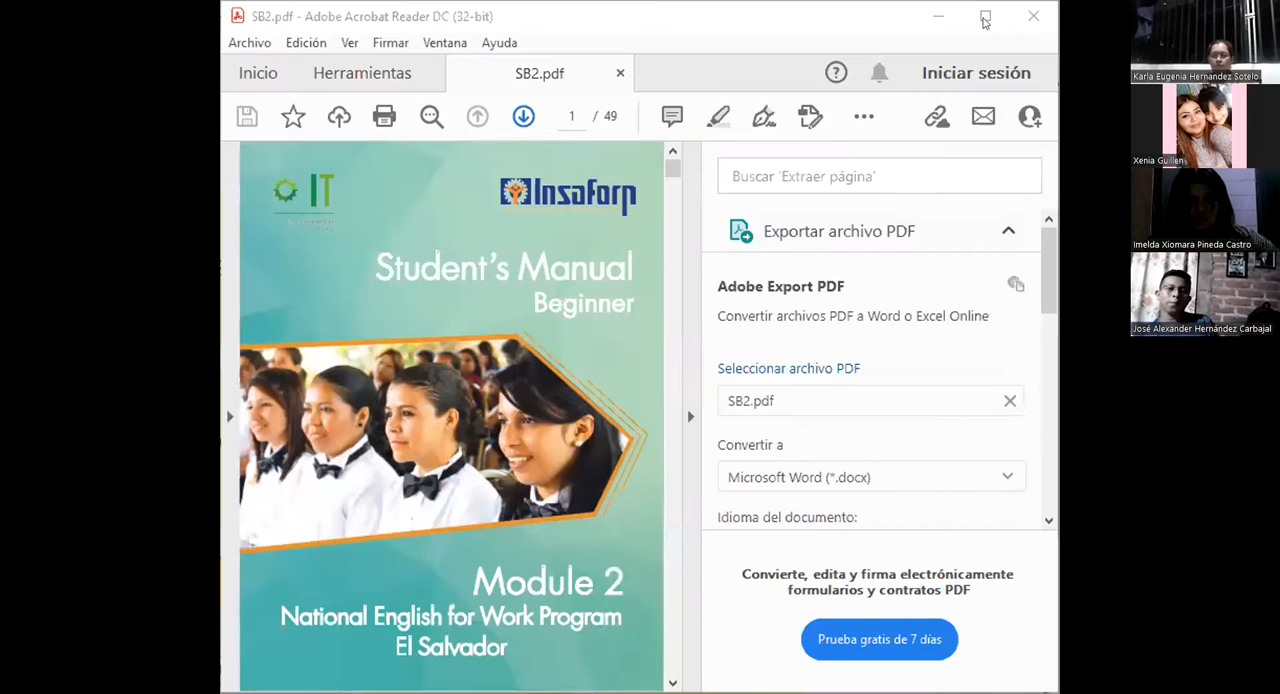 SB2.pdf - Adobe Acrobat Reader DC (32-bit)
Archivo Edición Ver Firmar Ventana Ayuda
Inicio Herramientas SB2.pdf × Iniciar sesión
1 / 49
IT
Insaforp
Student's Manual
Beginner
Module 2
National English for Work Program
El Salvador
Buscar 'Extraer página'
Exportar archivo PDF
Adobe Export PDF
Convertir archivos PDF a Word o Excel Online
Seleccionar archivo PDF
SB2.pdf
Convertir a
Microsoft Word (*.docx)
Idioma del documento:
Convierte, edita y firma electrónicamente
formularios y contratos PDF
Prueba gratis de 7 días
Karla Eugenia Hernandez Sotelo
Xenia Guillen
Imelda Xiomara Pineda Castro
José Alexander Hernández Carbajal